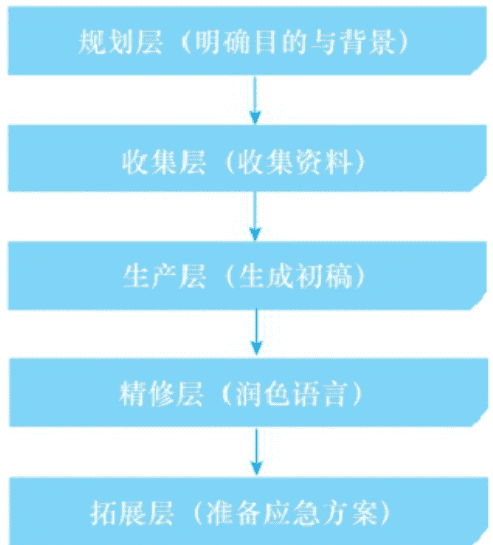 规划层（明确目的与背景）
收集层（收集资料）
生产层（生成初稿）
精修层（润色语言）
拓展层（准备应急方案）